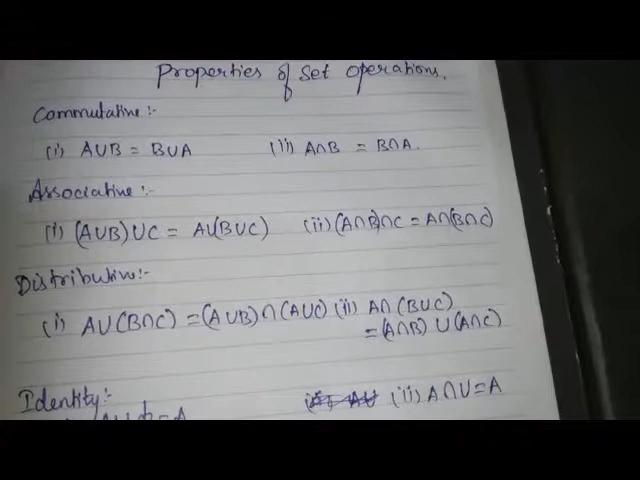 Properties of Set Operations.
Commutative:-
(i) A∪B = B∪A (ii) A∩B = B∩A.
Associative:-
(i) (A∪B)∪C = A∪(B∪C) (ii) (A∩B)∩C = A∩(B∩C)
Distributive:-
(i) A∪(B∩C) = (A∪B)∩(A∪C) (ii) A∩(B∪C)
= (A∩B) ∪ (A∩C)
Identity:-
A∪ϕ = A (ii) A∩U = A